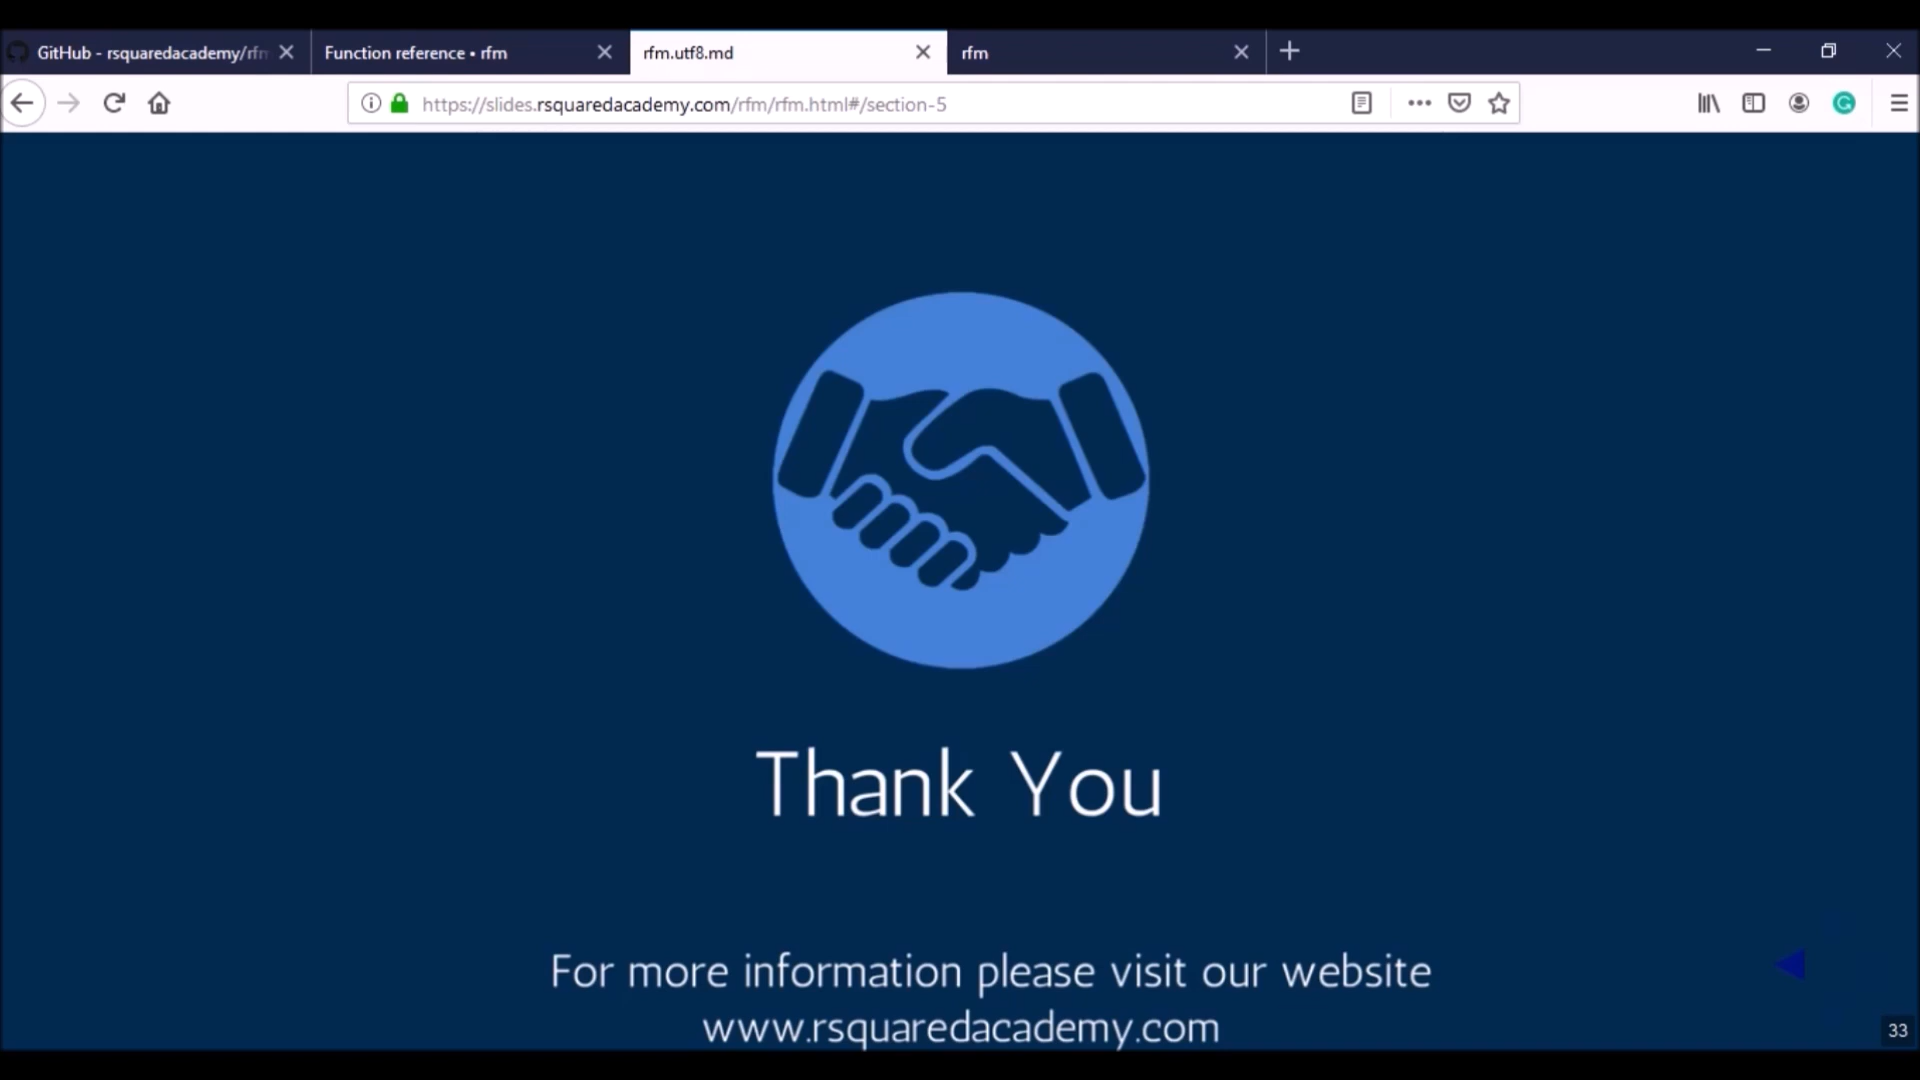 GitHub - rsquaredacademy/rfm
Function reference • rfm
rfm.utf8.md
rfm
https://slides.rsquaredacademy.com/rfm/rfm.html#/section-5
Thank You
For more information please visit our website
www.rsquaredacademy.com
33